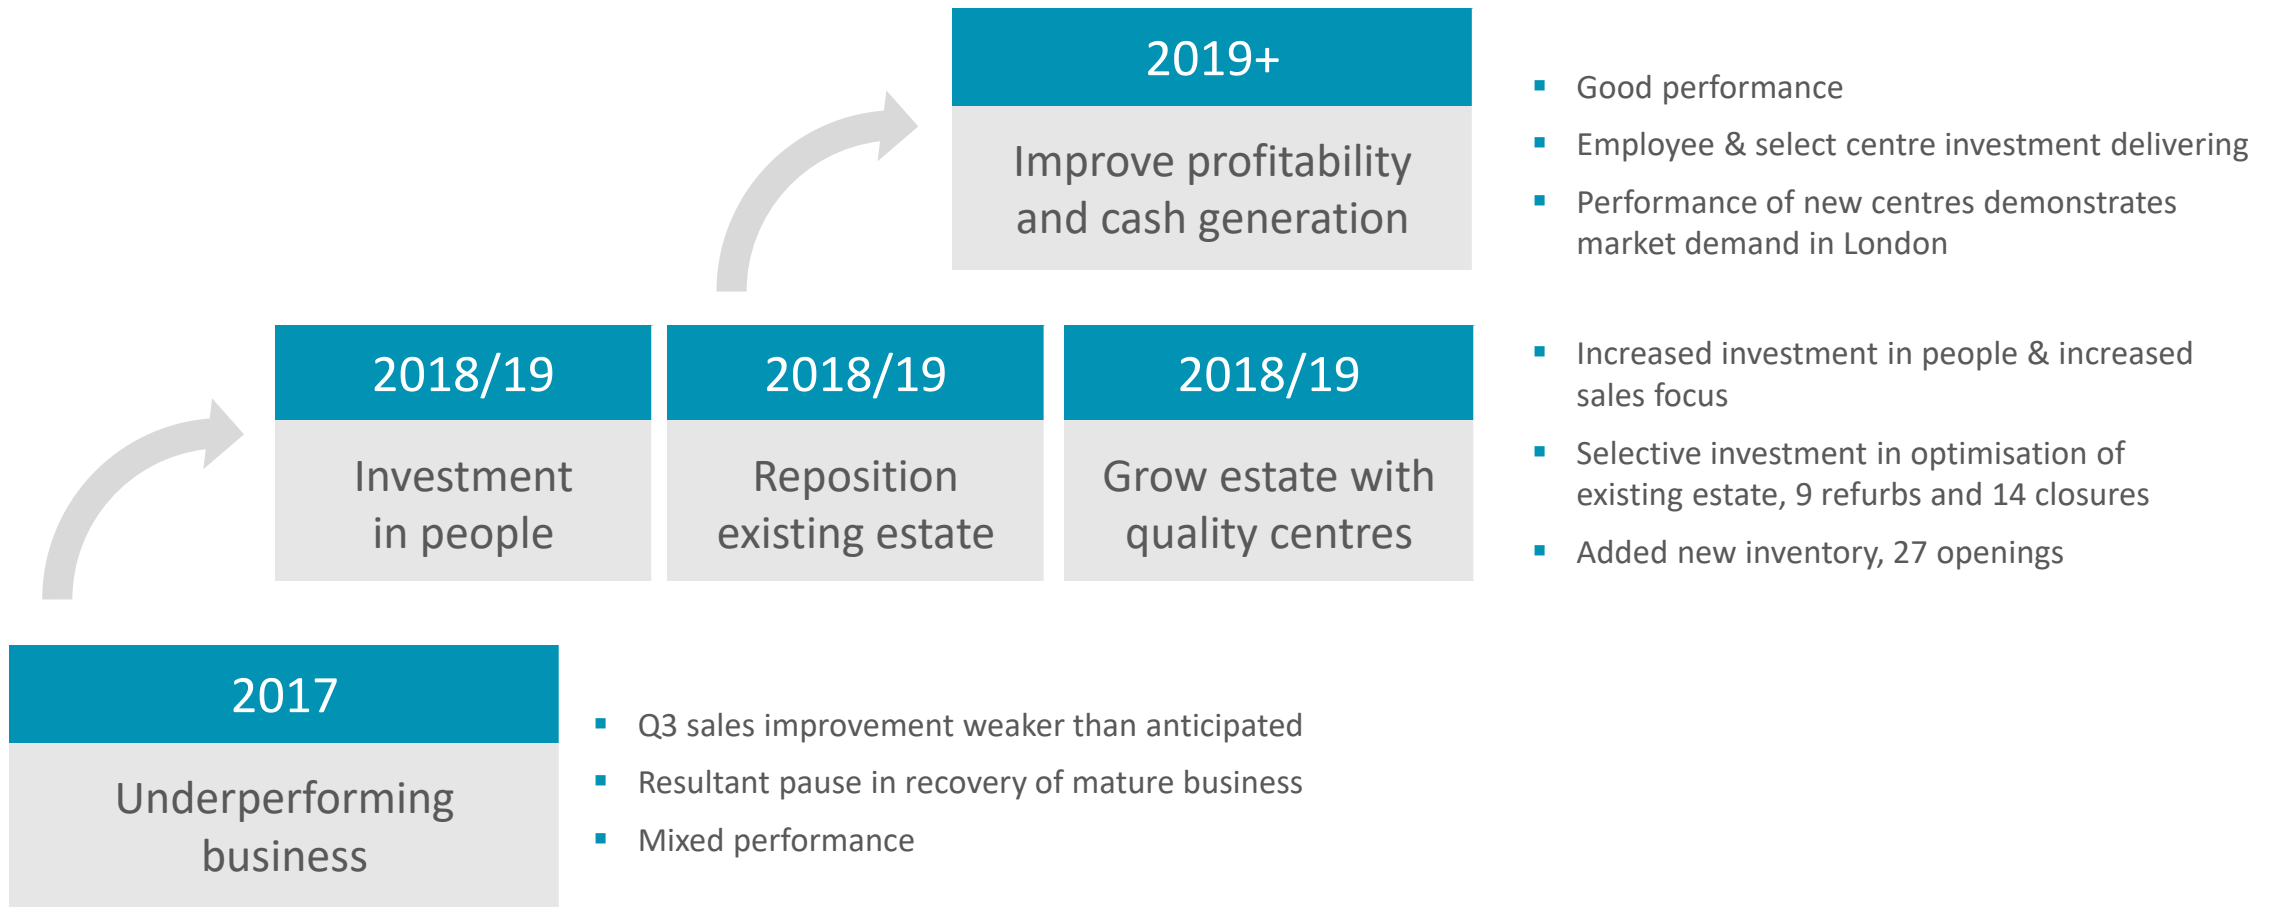 2019+
Improve profitability
and cash generation
▪ Good performance
▪ Employee & select centre investment delivering
▪ Performance of new centres demonstrates
market demand in London
2018/19
Investment
in people
2018/19
Reposition
existing estate
2018/19
Grow estate with
quality centres
▪ Increased investment in people & increased
sales focus
▪ Selective investment in optimisation of
existing estate, 9 refurbs and 14 closures
▪ Added new inventory, 27 openings
2017
Underperforming
business
▪ Q3 sales improvement weaker than anticipated
▪ Resultant pause in recovery of mature business
▪ Mixed performance